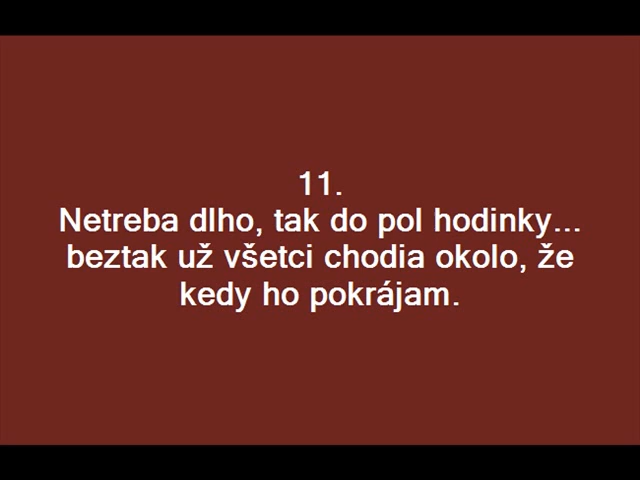 11.
Netreba dlho, tak do pol hodinky...
beztak už všetci chodia okolo, že
kedy ho pokrájam.